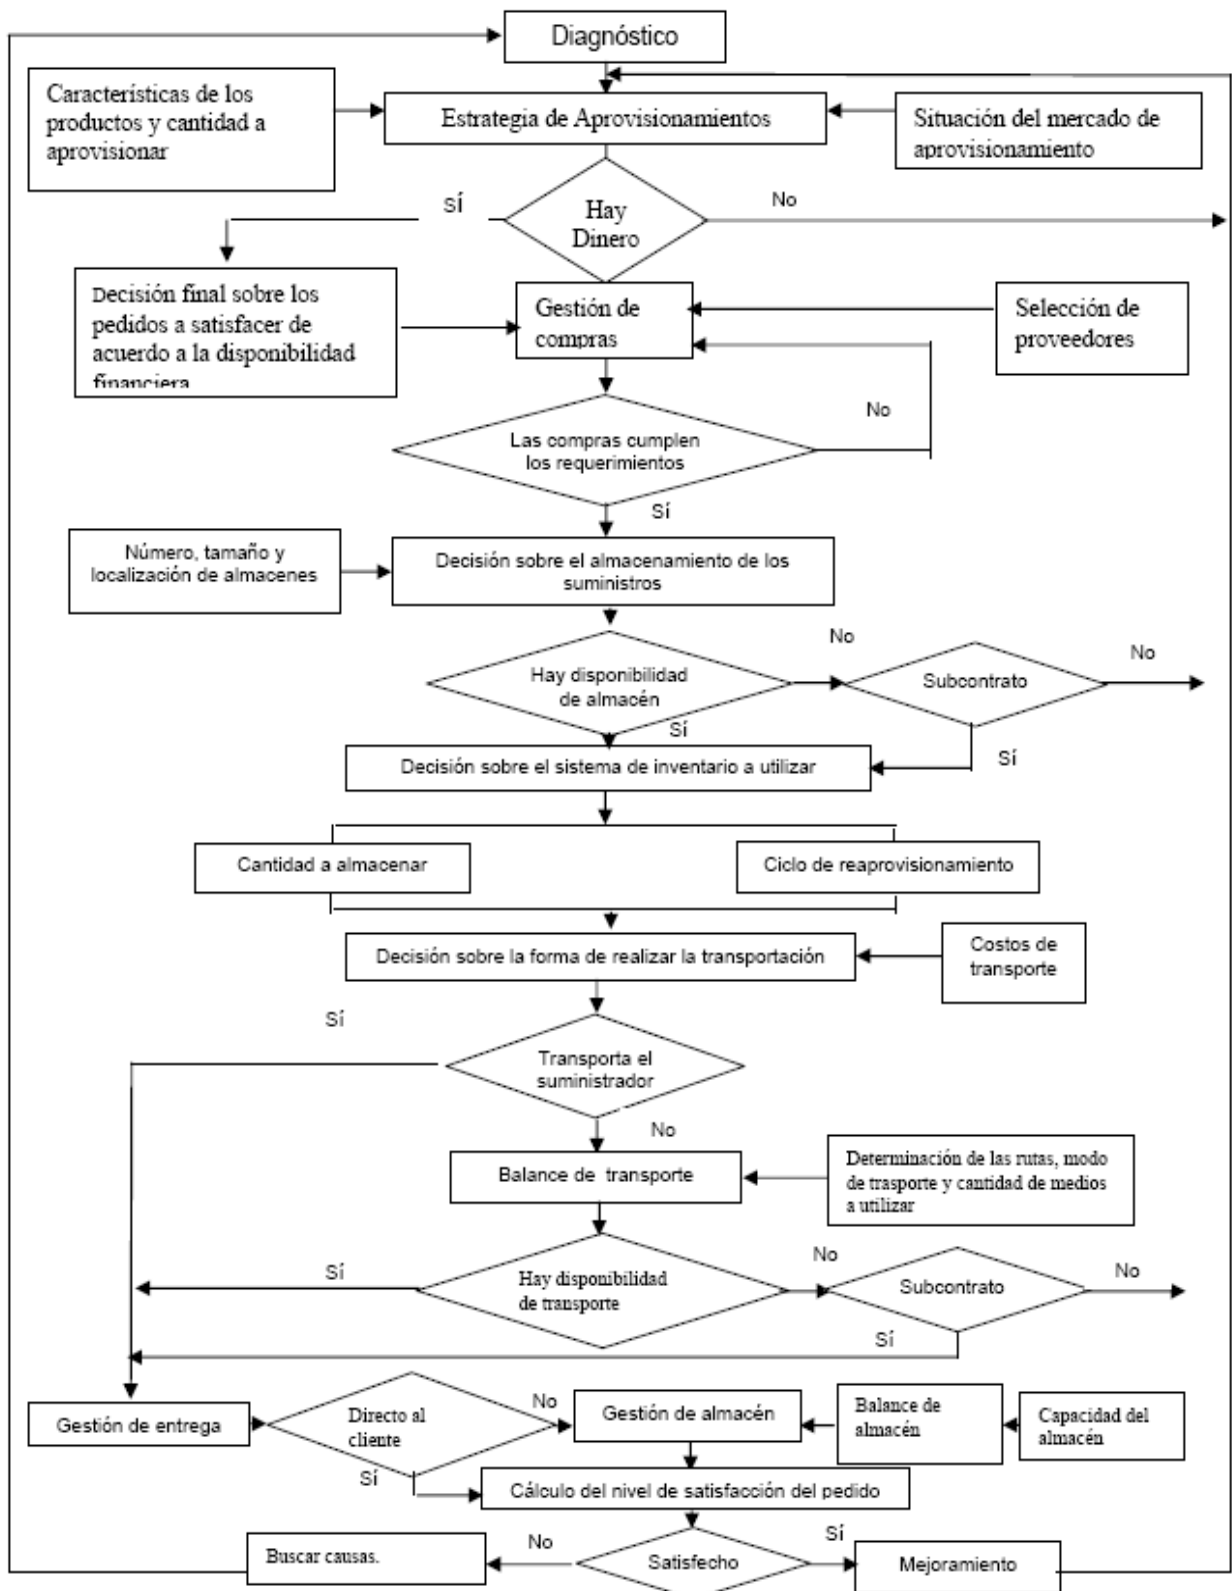 Diagnóstico
Características de los
productos y cantidad a
aprovisionar
Estrategia de Aprovisionamientos
Situación del mercado de
aprovisionamiento
SÍ
Hay
Dinero
No
Decisión final sobre los
pedidos a satisfacer de
acuerdo a la disponibilidad
financiera
Gestión de
compras
Selección de
proveedores
No
Las compras cumplen
los requerimientos
Sí
Número, tamaño y
localización de almacenes
Decisión sobre el almacenamiento de los
suministros
No
No
Hay disponibilidad
de almacén
Subcontrato
Sí
Sí
Decisión sobre el sistema de inventario a utilizar
Cantidad a almacenar
Ciclo de reaprovisionamiento
Decisión sobre la forma de realizar la transportación
Costos de
transporte
Sí
Transporta el
suministrador
No
Balance de transporte
Determinación de las rutas, modo
de trasporte y cantidad de medios
a utilizar
Sí
Hay disponibilidad
de transporte
No
Subcontrato
No
Sí
Gestión de entrega
Directo al
cliente
No
Gestión de almacén
Balance de
almacén
Capacidad del
almacén
Sí
Cálculo del nivel de satisfacción del pedido
Buscar causas.
No
Satisfecho
Sí
Mejoramiento